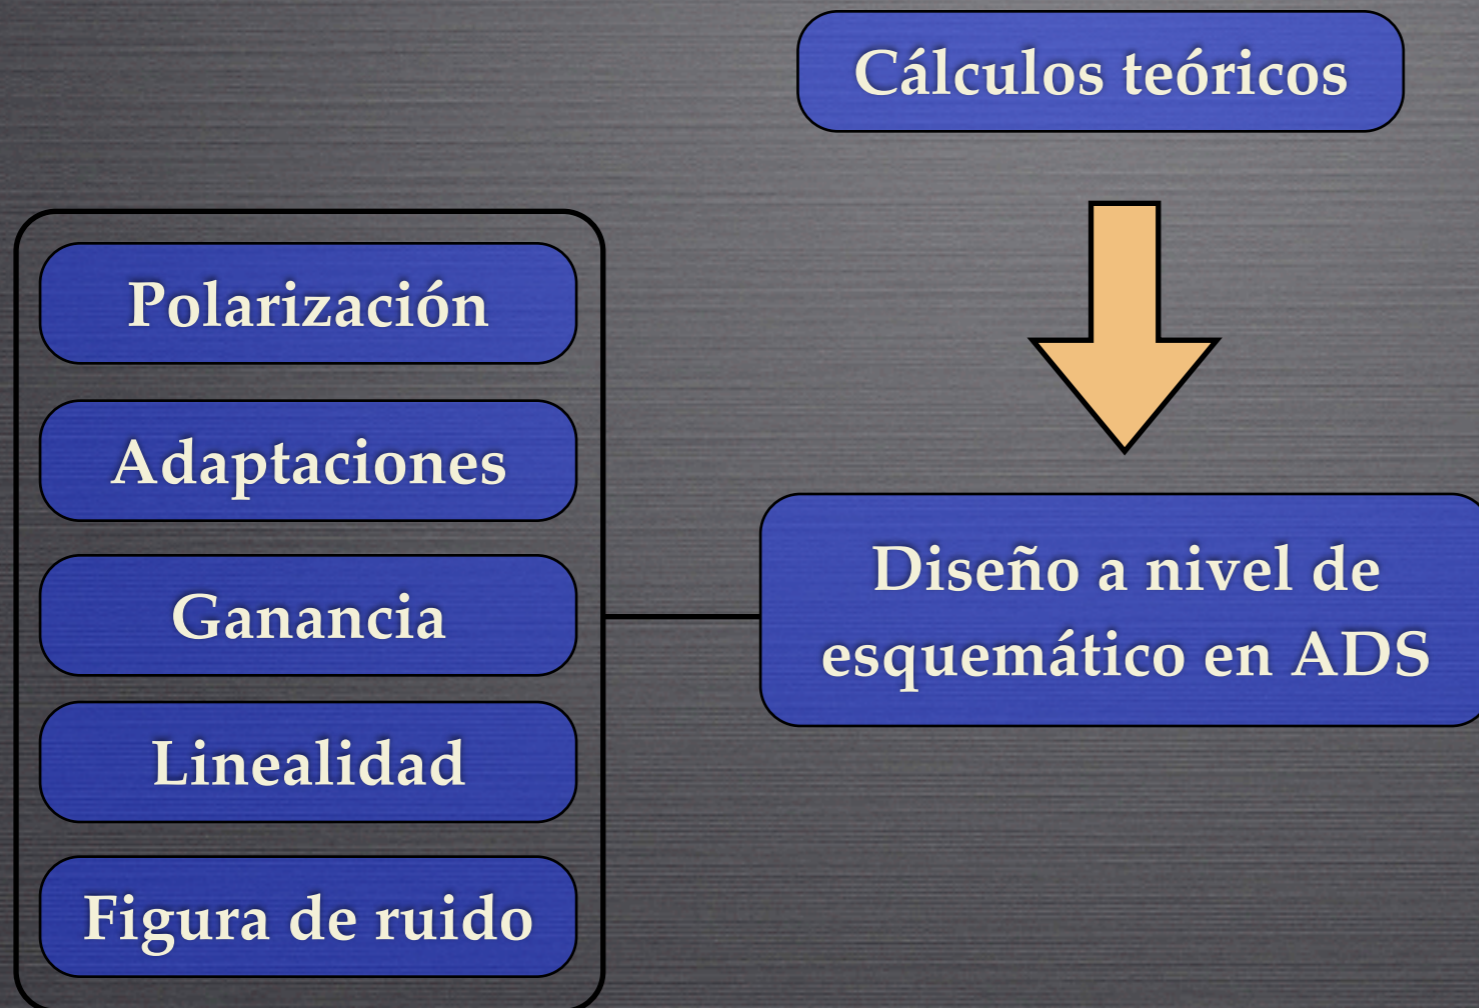 Cálculos teóricos
Polarización
Adaptaciones
Ganancia
Linealidad
Figura de ruido
Diseño a nivel de
esquemático en ADS